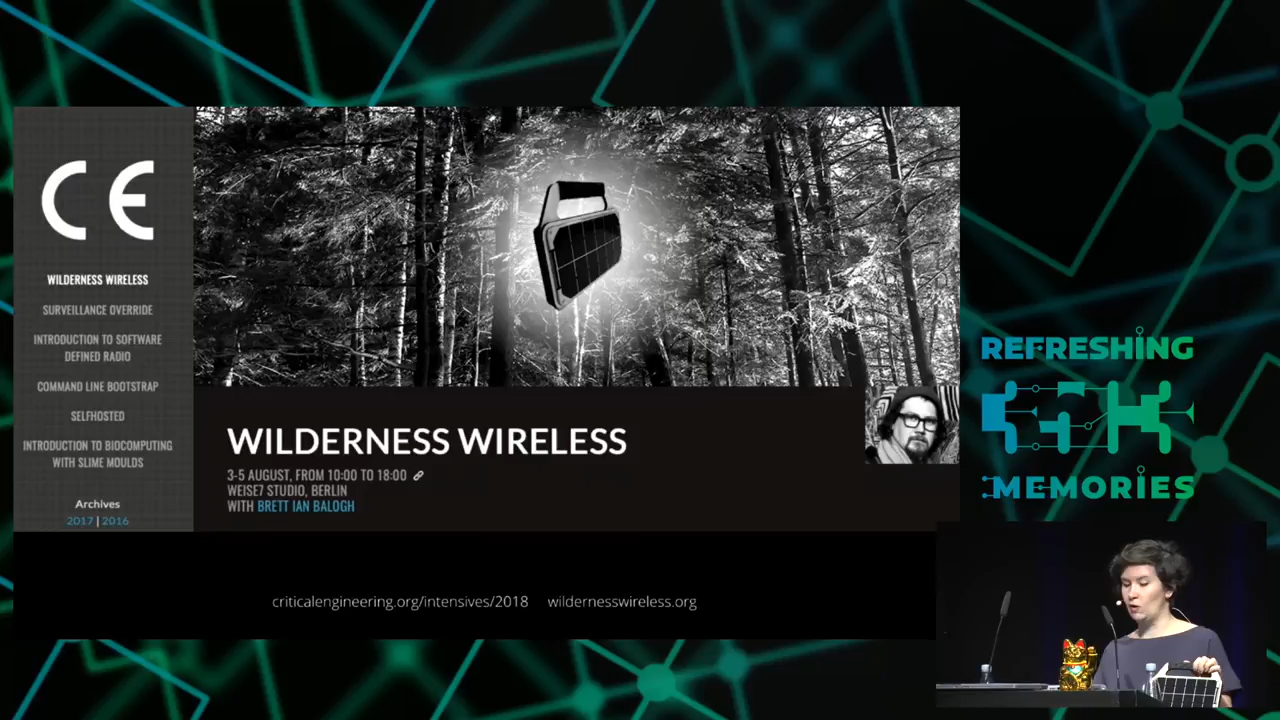 CE
WILDERNESS WIRELESS
SURVEILLANCE OVERRIDE
INTRODUCTION TO SOFTWARE
DEFINED RADIO
COMMAND LINE BOOTSTRAP
SELFHOSTED
INTRODUCTION TO BIOCOMPUTING
WITH SLIME MOULDS
Archives
2017 | 2016
WILDERNESS WIRELESS
3-5 AUGUST, FROM 10:00 TO 18:00
WEISE7 STUDIO, BERLIN
WITH BRETT IAN BALOGH
criticalengineering.org/intensives/2018 wildernesswireless.org
REFRESHING
MEMORIES